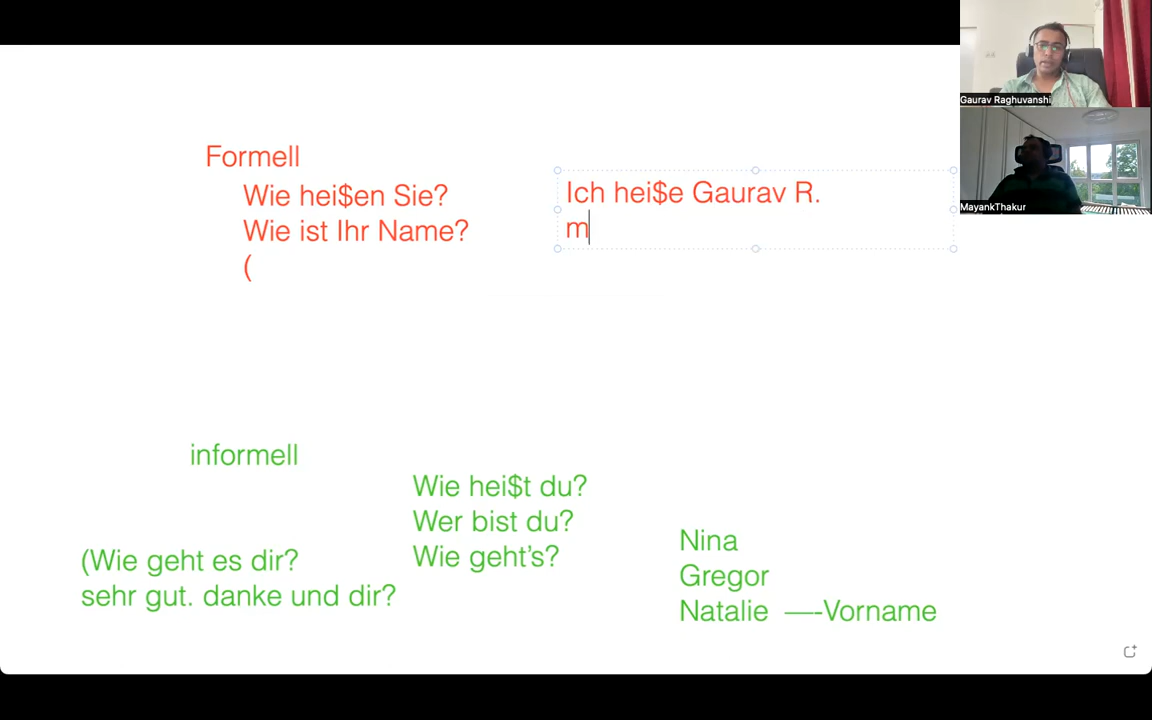 Gaurav Raghuvanshi
MayankThakur
Formell
Wie hei$en Sie?
Wie ist Ihr Name?
(
Ich hei$e Gaurav R.
m
informell
Wie hei$t du?
Wer bist du?
Wie geht's?
(Wie geht es dir?
sehr gut. danke und dir?
Nina
Gregor
Natalie —-Vorname